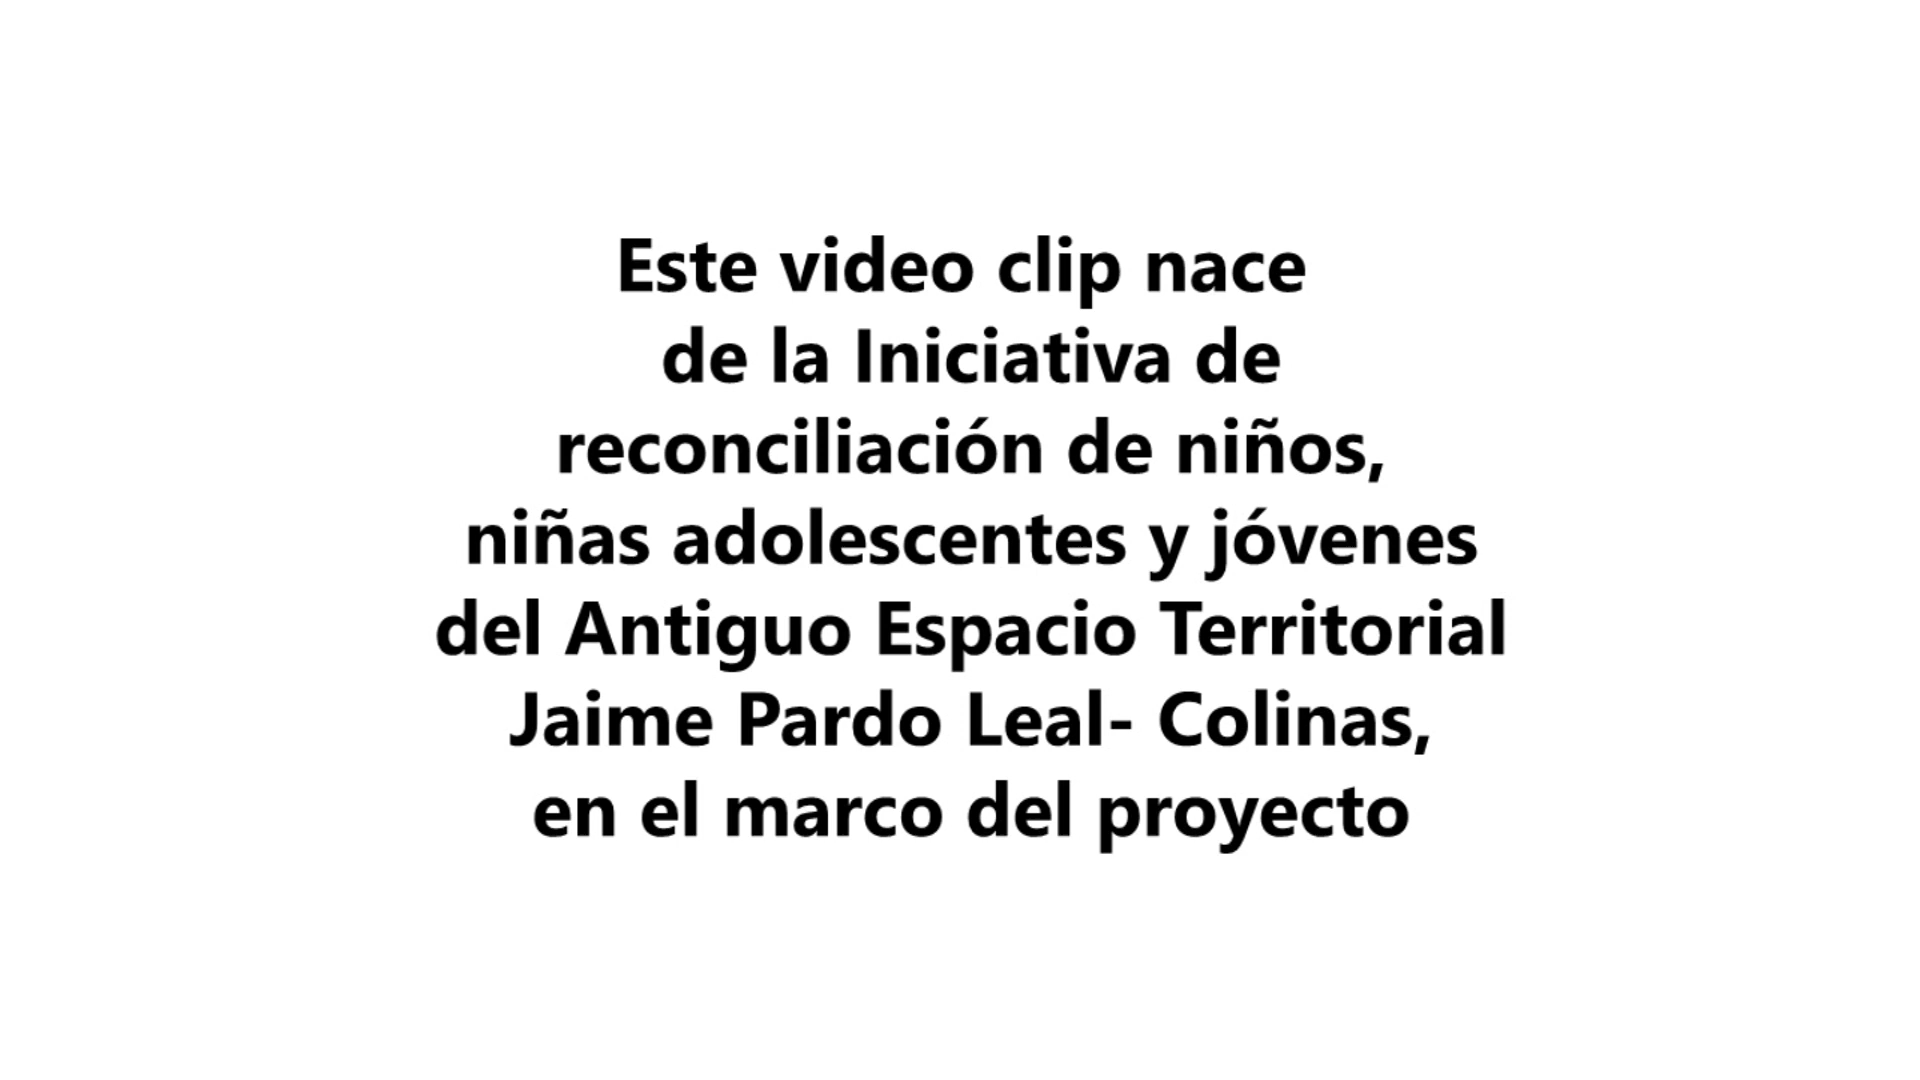 Este video clip nace
de la Iniciativa de
reconciliación de niños,
niñas adolescentes y jóvenes
del Antiguo Espacio Territorial
Jaime Pardo Leal- Colinas,
en el marco del proyecto